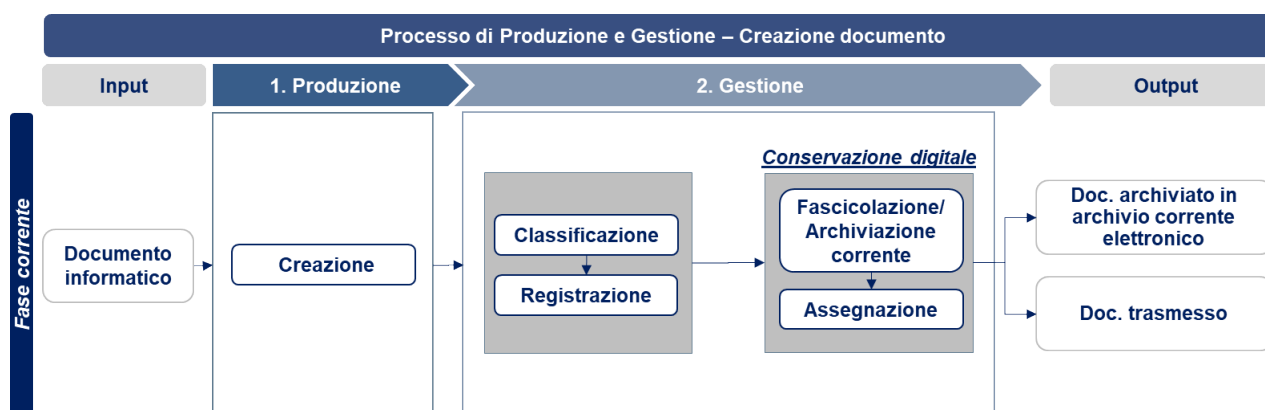 Processo di Produzione e Gestione – Creazione documento
Input
1. Produzione
2. Gestione
Output
Fase corrente
Documento
informatico
Creazione
Classificazione
Registrazione
Conservazione digitale
Fascicolazione/
Archiviazione
corrente
Assegnazione
Doc. archiviato in
archivio corrente
elettronico
Doc. trasmesso